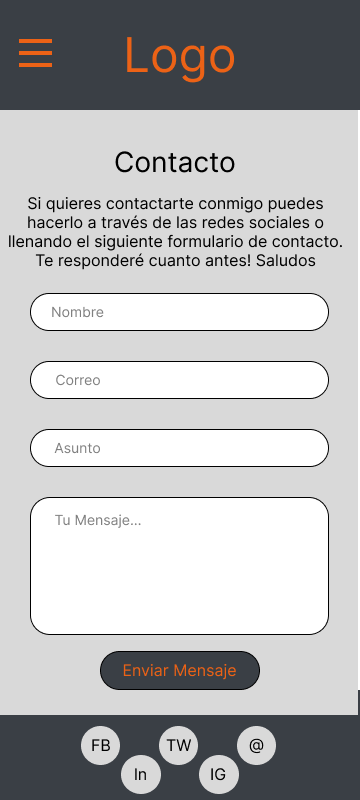 Logo
Contacto
Si quieres contactarte conmigo puedes
hacerlo a través de las redes sociales o
llenando el siguiente formulario de contacto.
Te responderé cuanto antes! Saludos
Nombre
Correo
Asunto
Tu Mensaje...
Enviar Mensaje
FB TW @
In IG